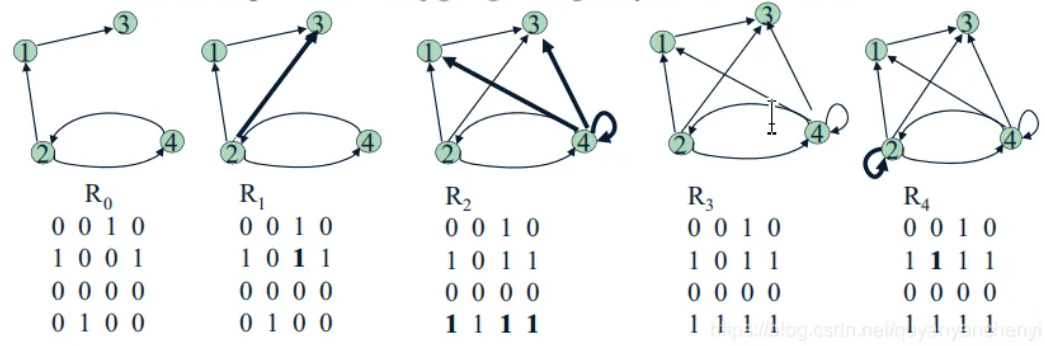 1 3 1 3 1 3 1 3 1 3
2 4 2 4 2 4 2 4 2 4
R0 R1 R2 R3 R4
0 0 1 0 0 0 1 0 0 0 1 0 0 0 1 0 0 0 1 0
1 0 0 1 1 0 1 1 1 0 1 1 1 0 1 1 1 1 1 1
0 0 0 0 0 0 0 0 0 0 0 0 0 0 0 0 0 0 0 0
0 1 0 0 0 1 0 0 1 1 1 1 1 1 1 1 1 1 1 1